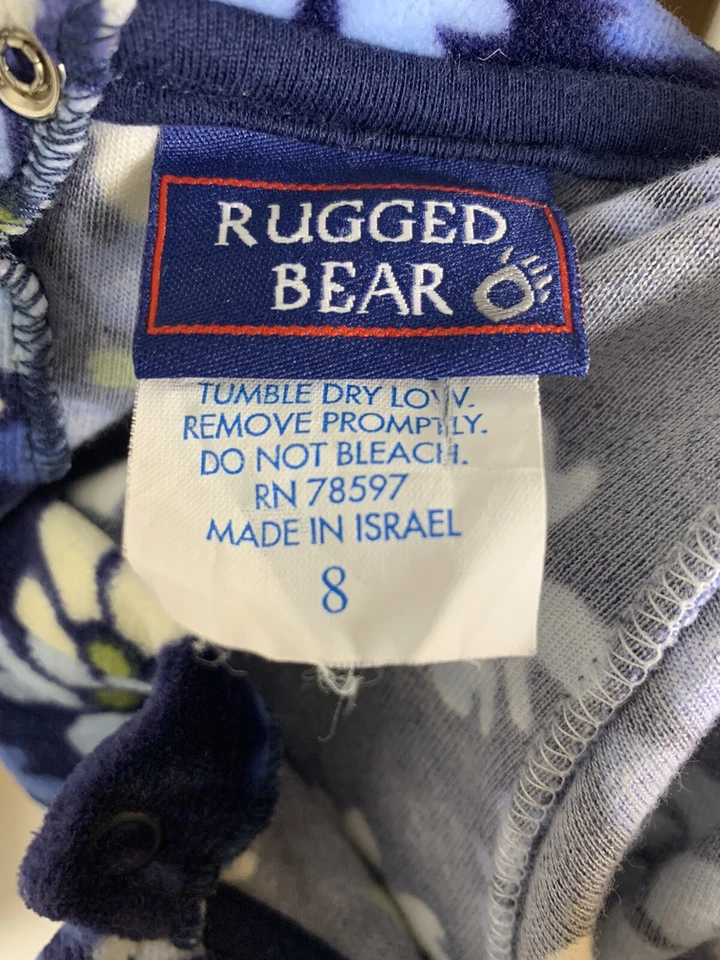 RUGGED
BEAR
TUMBLE DRY LOW.
REMOVE PROMPTLY.
DO NOT BLEACH.
RN 78597
MADE IN ISRAEL
8